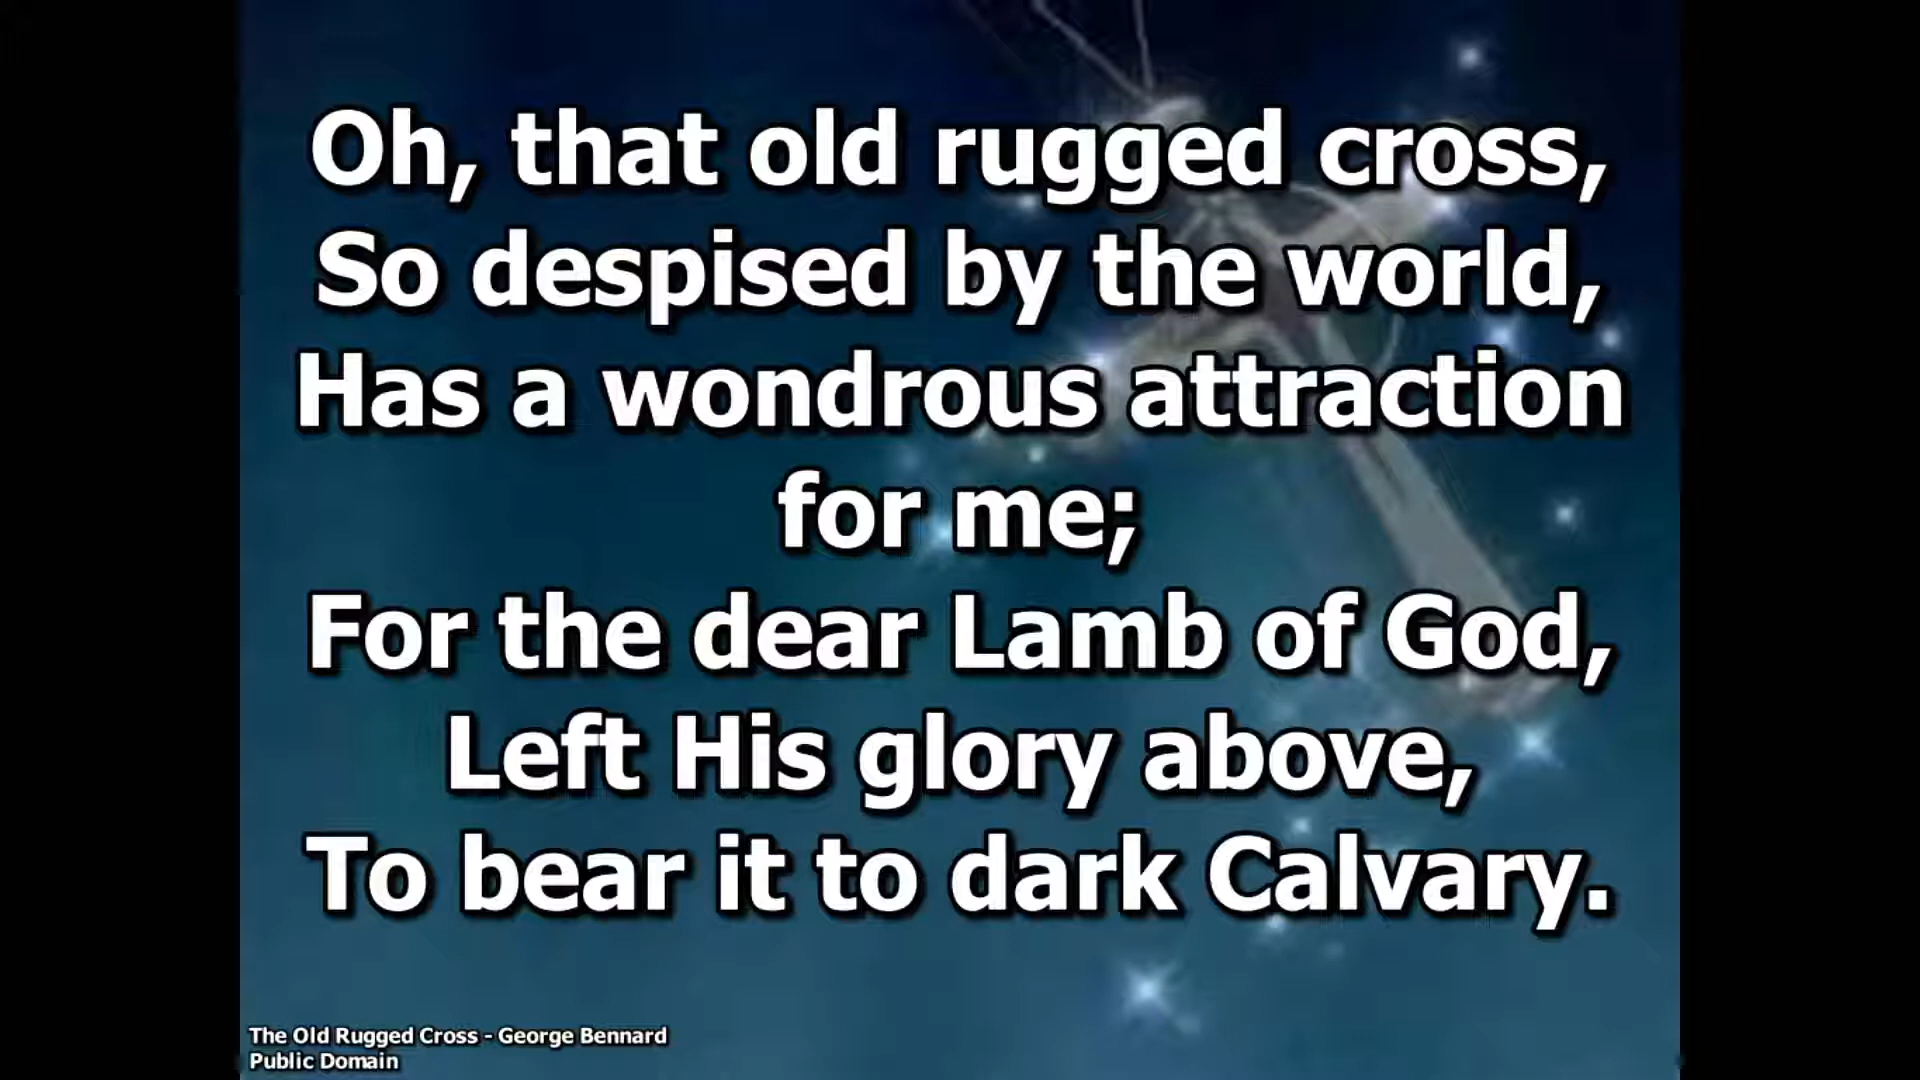 Oh, that old rugged cross,
So despised by the world,
Has a wondrous attraction
for me;
For the dear Lamb of God,
Left His glory above,
To bear it to dark Calvary.
The Old Rugged Cross - George Bennard
Public Domain